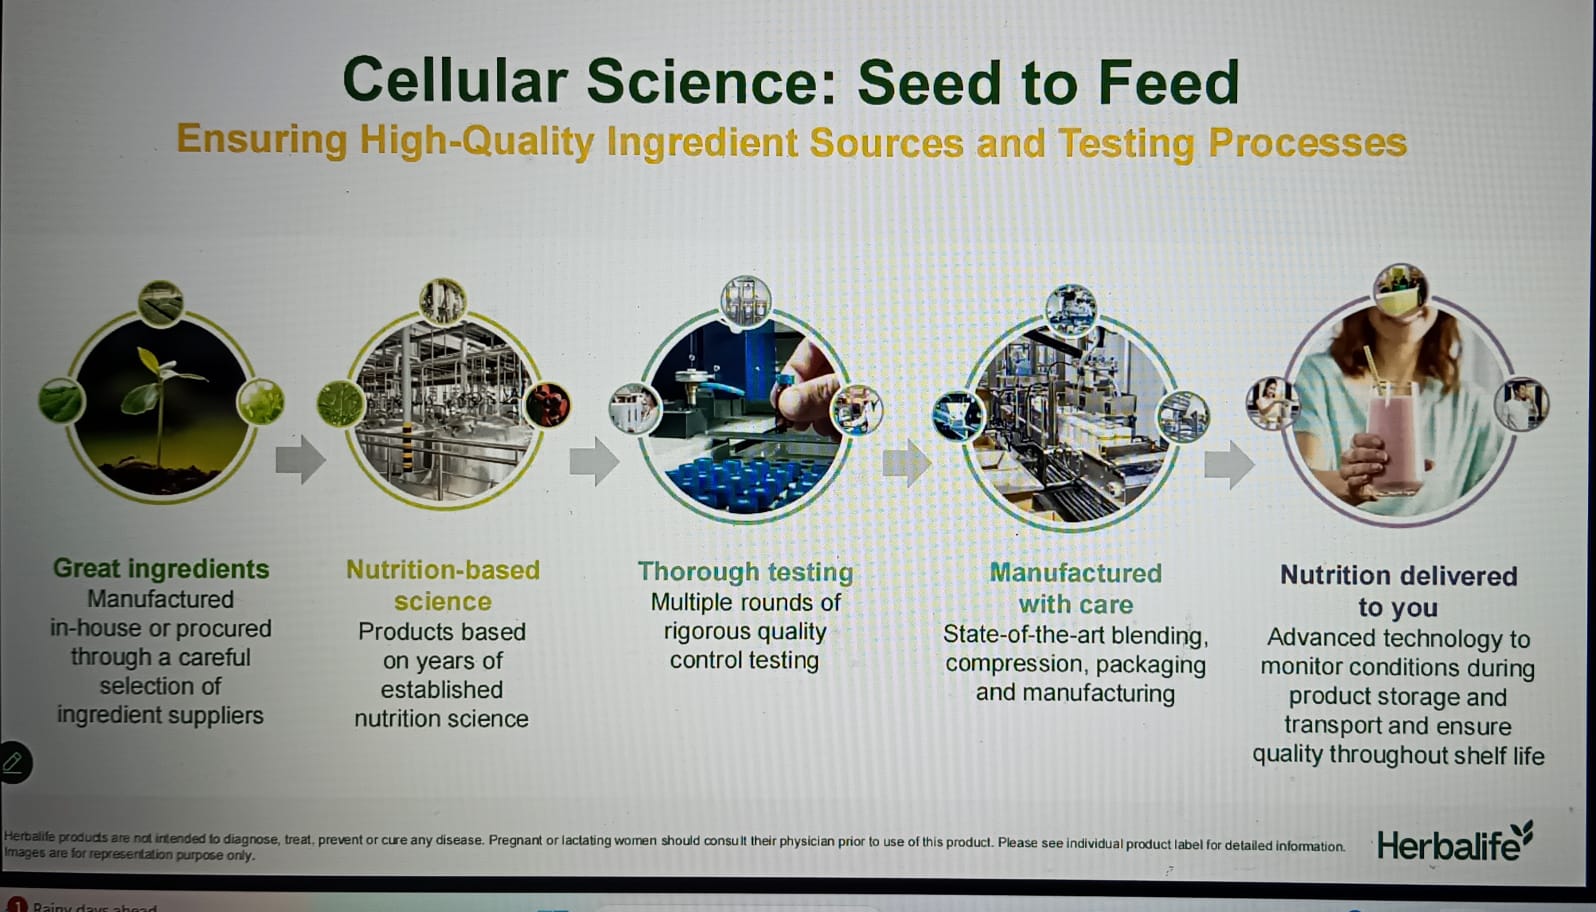 Cellular Science: Seed to Feed
Ensuring High-Quality Ingredient Sources and Testing Processes
Great ingredients
Manufactured
in-house or procured
through a careful
selection of
ingredient suppliers
Nutrition-based
science
Products based
on years of
established
nutrition science
Thorough testing
Multiple rounds of
rigorous quality
control testing
Manufactured
with care
State-of-the-art blending,
compression, packaging
and manufacturing
Nutrition delivered
to you
Advanced technology to
monitor conditions during
product storage and
transport and ensure
quality throughout shelf life
Herbalife products are not intended to diagnose, treat, prevent or cure any disease. Pregnant or lactating women should consult their physician prior to use of this product. Please see individual product label for detailed information.
Images are for representation purpose only.
Herbalife
1 Rainy days ahead